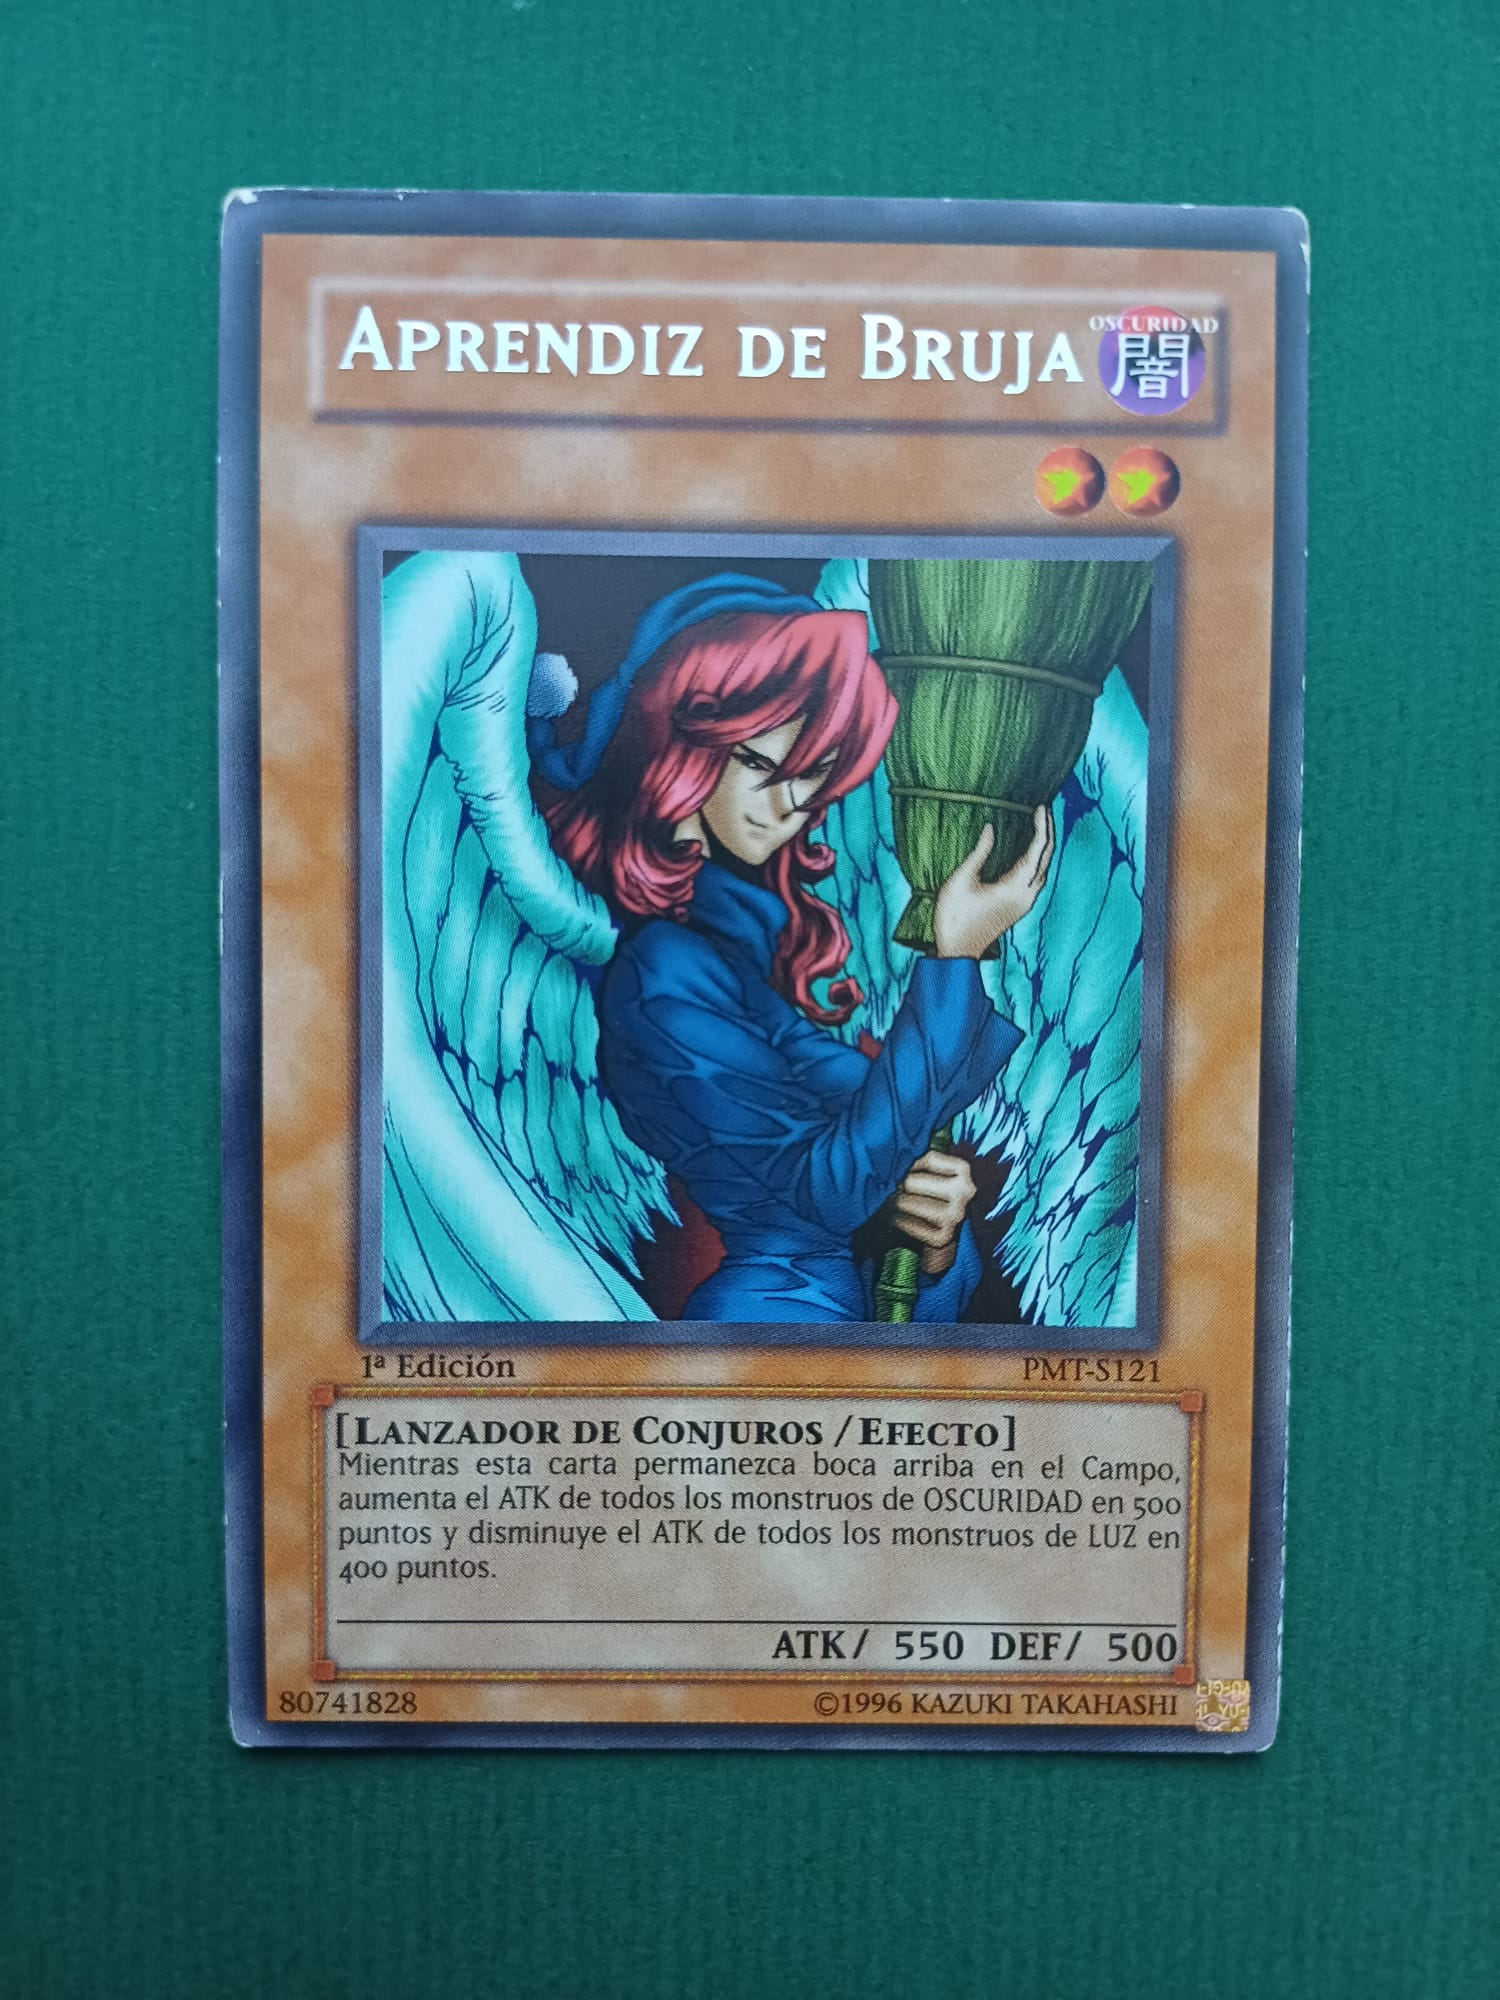 APRENDIZ DE BRUJA
OSCURIDAD
闇
1ª Edición
PMT-S121
[LANZADOR DE CONJUROS / EFECTO]
Mientras esta carta permanezca boca arriba en el Campo,
aumenta el ATK de todos los monstruos de OSCURIDAD en 500
puntos y disminuye el ATK de todos los monstruos de LUZ en
400 puntos.
ATK/ 550 DEF/ 500
80741828
©1996 KAZUKI TAKAHASHI